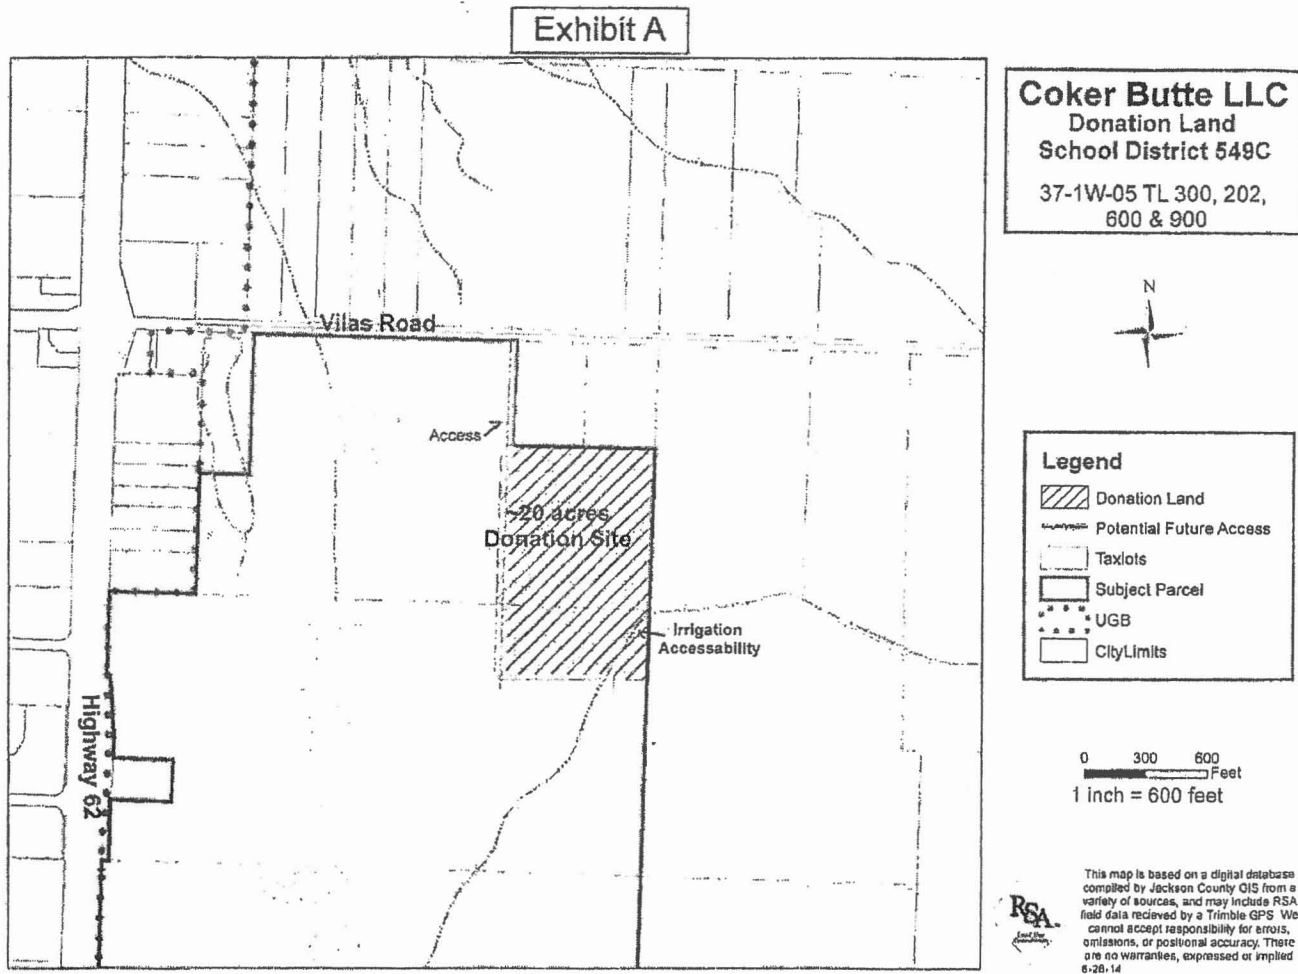 Exhibit A
Coker Butte LLC
Donation Land
School District 549C
37-1W-05 TL 300, 202,
600 & 900
N
Vilas Road
Access
~20 acres
Donation Site
Irrigation
Accessability
Highway 62
Legend
Donation Land
Potential Future Access
Taxlots
Subject Parcel
UGB
CityLimits
0 300 600
Feet
1 inch = 600 feet
RSA
This map is based on a digital database
compiled by Jackson County GIS from a
variety of sources, and may include RSA
field data recieved by a Trimble GPS We
cannot accept responsibility for errors,
omissions, or positional accuracy. There
are no warranties, expressed or implied
6-26-14